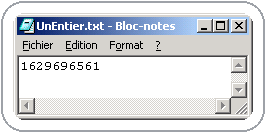 UnEntier.txt - Bloc-notes
Fichier Edition Format ?
1629696561